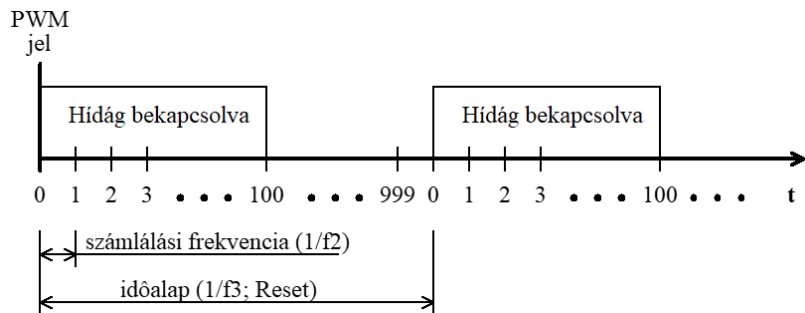 PWM
jel
Hídág bekapcsolva Hídág bekapcsolva
0 1 2 3 • • • • 100 • • • • 999 0 1 2 3 • • • • 100 • • • • t
számlálási frekvencia (1/f2)
idôalap (1/f3; Reset)